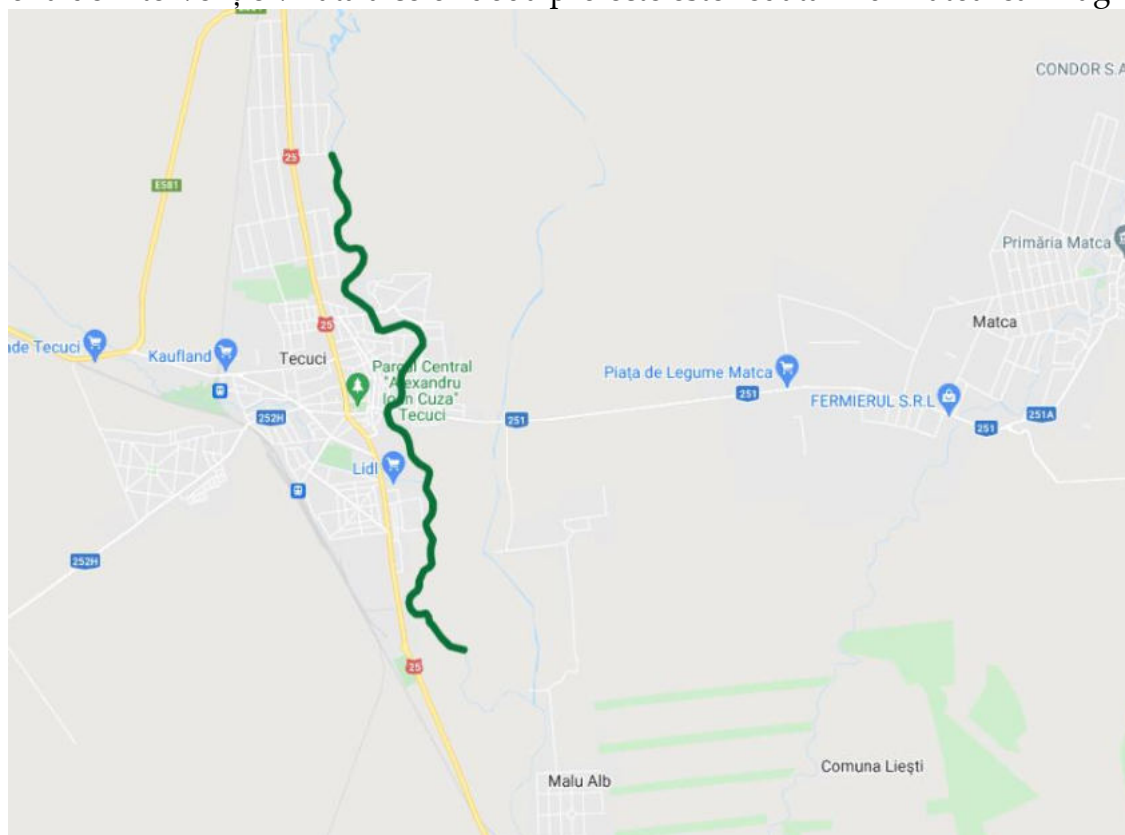 CONDOR S.A
25
E581
Primăria Matca
25
Matca
ade Tecuci
Kaufland
Tecuci
Parcul Central
"Alexandru
Ioan Cuza"
Tecuci
Piața de Legume Matca
251
FERMIERUL S.R.L
252H
251
251
251A
Lidl
252H
25
Comuna Liești
Malu Alb